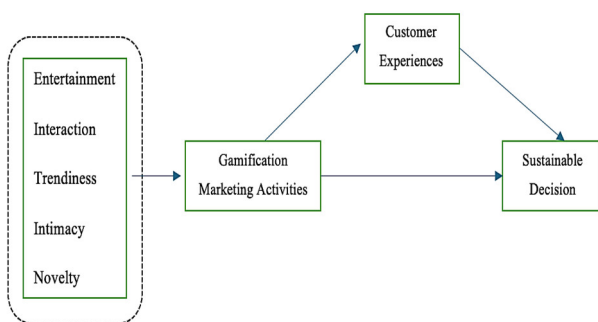 Entertainment
Interaction
Trendiness
Intimacy
Novelty
Gamification
Marketing Activities
Customer
Experiences
Sustainable
Decision